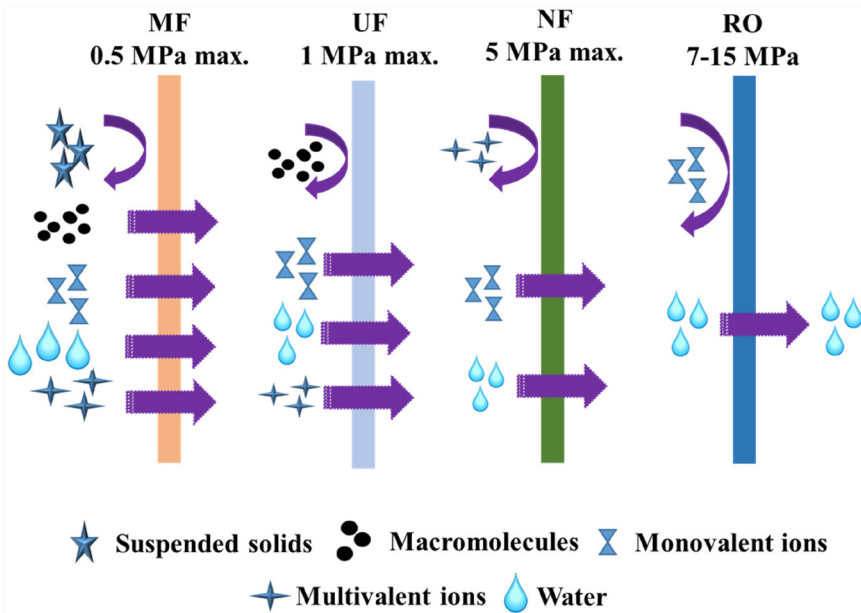 MF
0.5 MPa max.
UF
1 MPa max.
NF
5 MPa max.
RO
7-15 MPa
Suspended solids
Macromolecules
Monovalent ions
Multivalent ions
Water